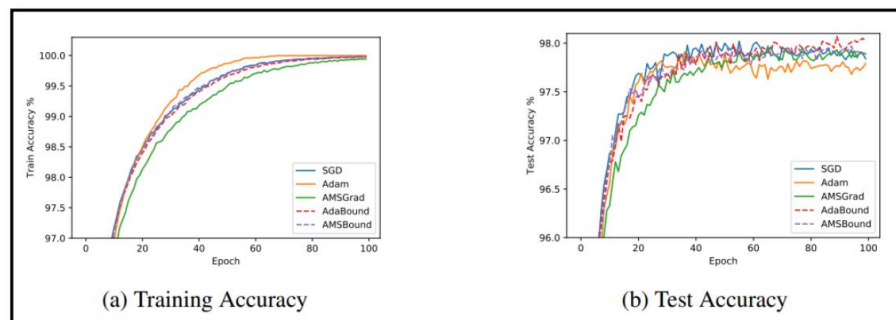 100.0
99.5
99.0
98.5
98.0
97.5
97.0
Train Accuracy %
0 20 40 60 80 100
Epoch
SGD
Adam
AMSGrad
AdaBound
AMSBound
(a) Training Accuracy
98.0
97.5
97.0
96.5
96.0
Test Accuracy %
0 20 40 60 80 100
Epoch
SGD
Adam
AMSGrad
AdaBound
AMSBound
(b) Test Accuracy